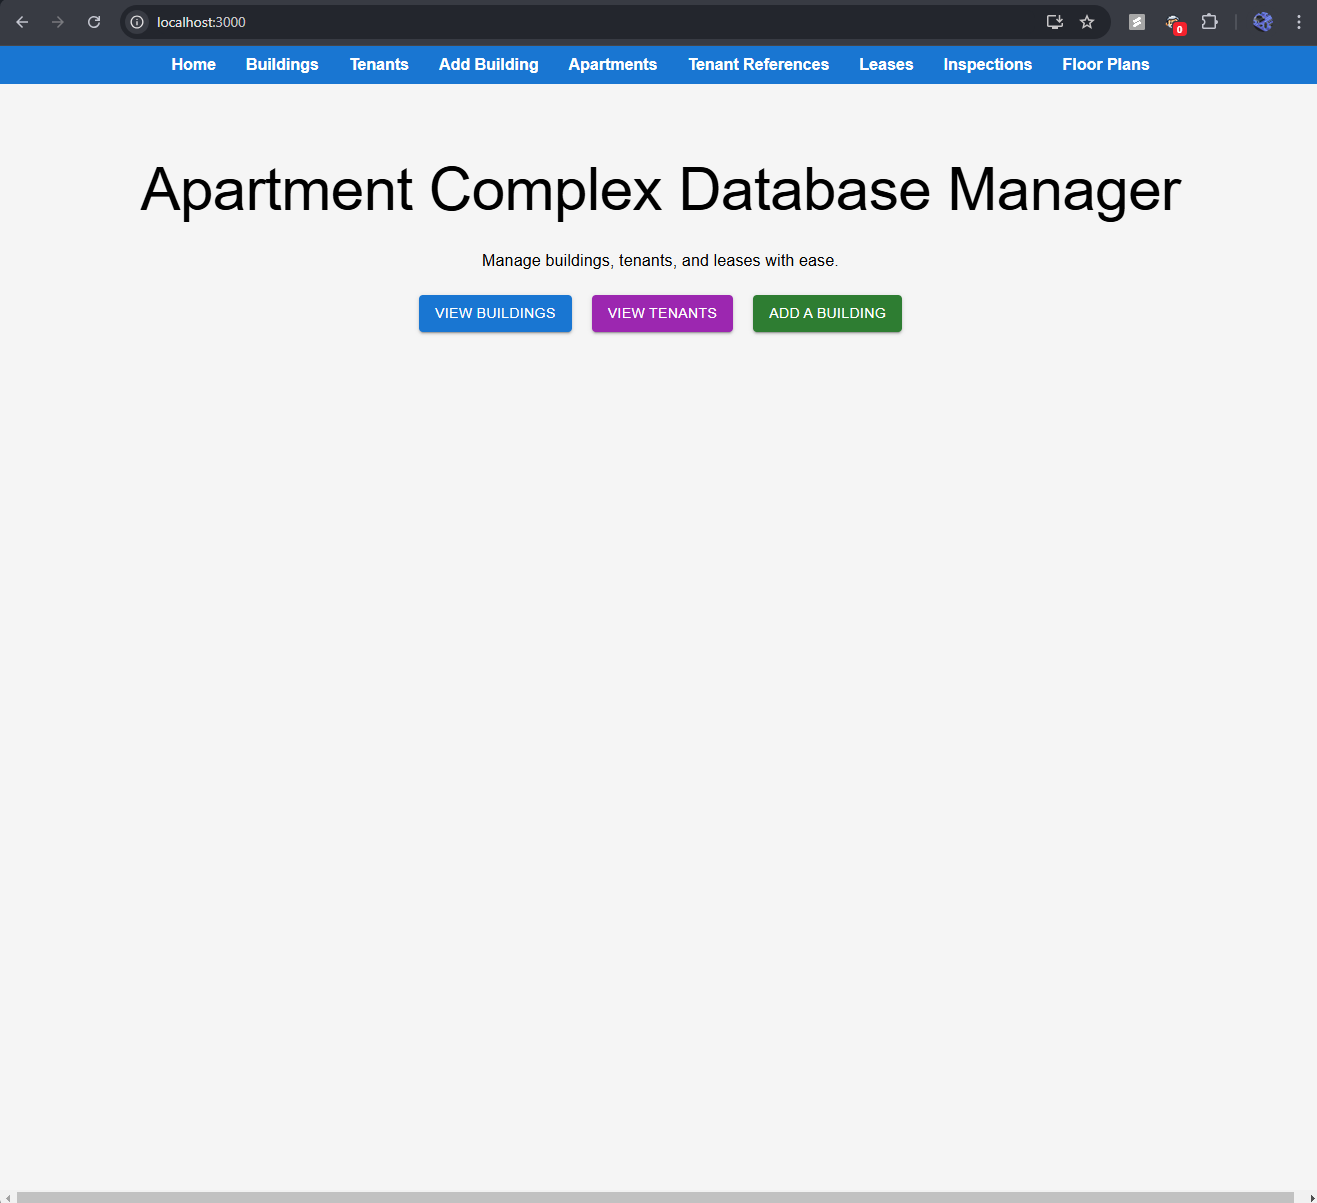 localhost:3000
0
Home Buildings Tenants Add Building Apartments Tenant References Leases Inspections Floor Plans
Apartment Complex Database Manager
Manage buildings, tenants, and leases with ease.
VIEW BUILDINGS VIEW TENANTS ADD A BUILDING